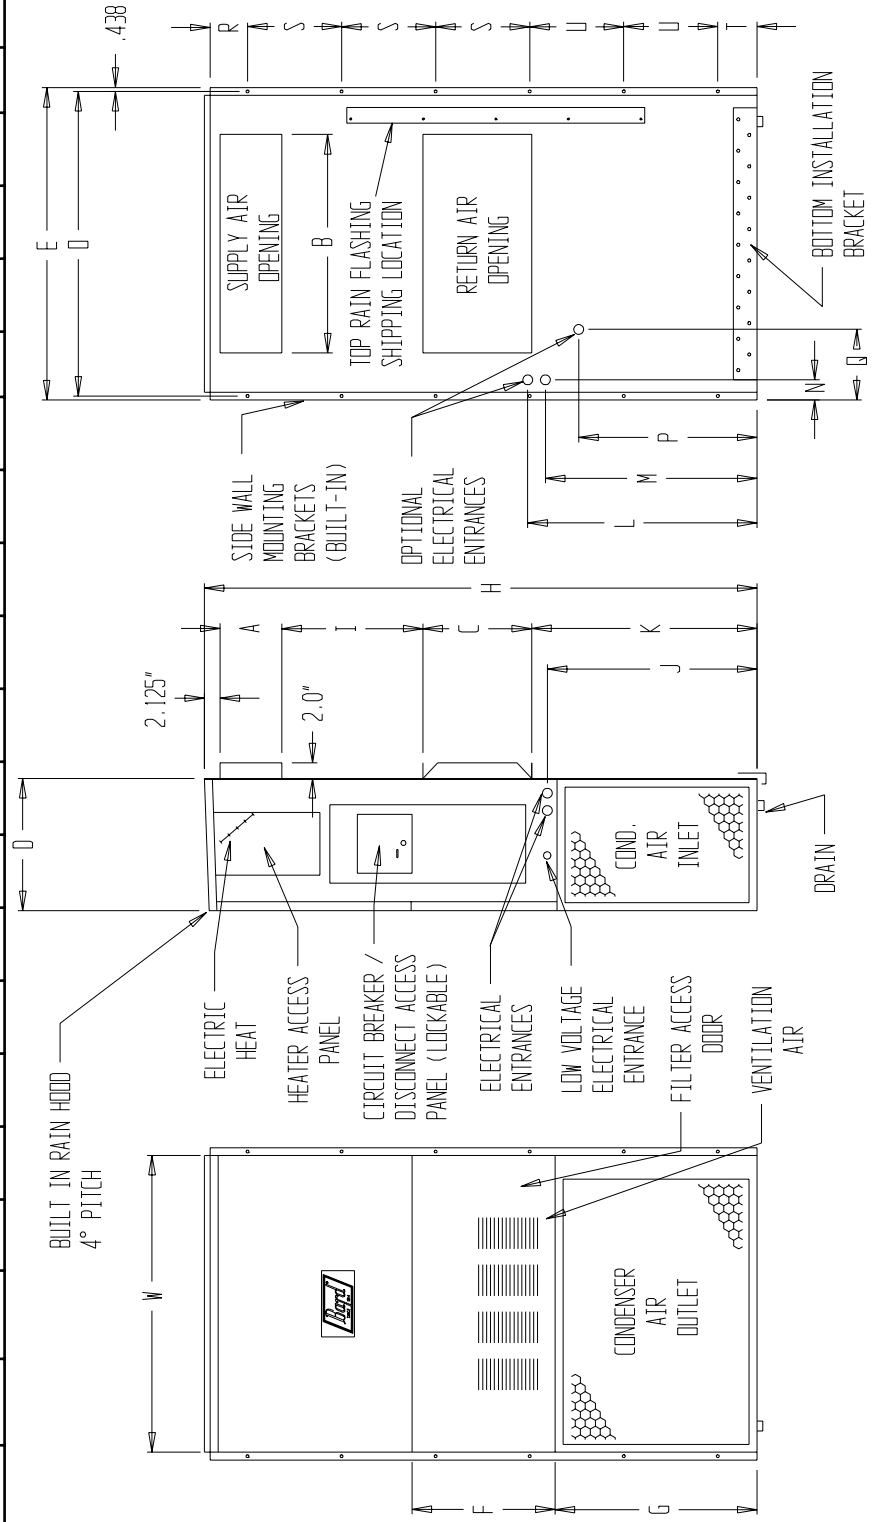 BUILT IN RAIN HOOD
4° PITCH
W
F
G
Bard
CONDENSER
AIR
OUTLET
D
2.125"
A
I
C
2.0"
H
K
J
ELECTRIC
HEAT
HEATER ACCESS
PANEL
CIRCUIT BREAKER /
DISCONNECT ACCESS
PANEL (LOCKABLE)
ELECTRICAL
ENTRANCES
LOW VOLTAGE
ELECTRICAL
ENTRANCE
FILTER ACCESS
DOOR
VENTILATION
AIR
COND.
AIR
INLET
DRAIN
SIDE WALL
MOUNTING
BRACKETS
(BUILT-IN)
OPTIONAL
ELECTRICAL
ENTRANCES
E
O
.438
R
S
S
S
U
U
T
SUPPLY AIR
OPENING
B
TOP RAIN FLASHING
SHIPPING LOCATION
RETURN AIR
OPENING
L
M
P
N
Q
BOTTOM INSTALLATION
BRACKET